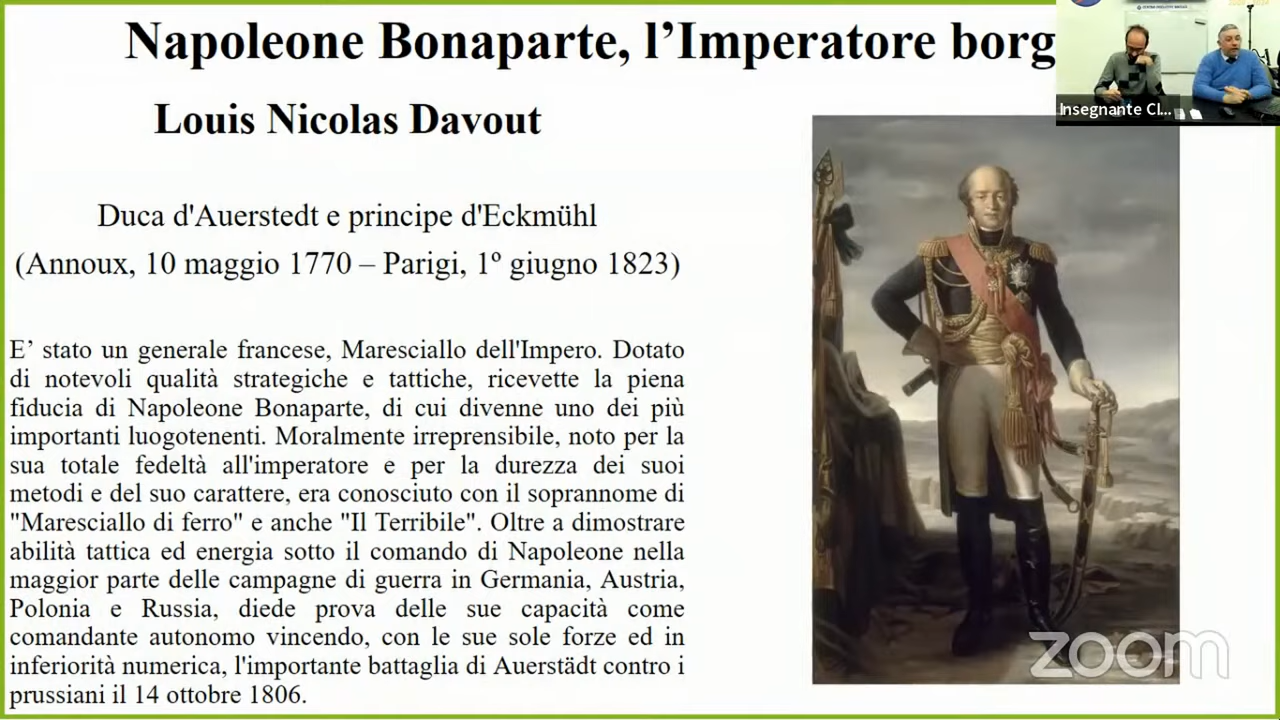 Napoleone Bonaparte, l’Imperatore borg
Insegnante Cl...
Louis Nicolas Davout
Duca d'Auerstedt e principe d'Eckmühl
(Annoux, 10 maggio 1770 – Parigi, 1º giugno 1823)
E’ stato un generale francese, Maresciallo dell'Impero. Dotato
di notevoli qualità strategiche e tattiche, ricevette la piena
fiducia di Napoleone Bonaparte, di cui divenne uno dei più
importanti luogotenenti. Moralmente irreprensibile, noto per la
sua totale fedeltà all'imperatore e per la durezza dei suoi
metodi e del suo carattere, era conosciuto con il soprannome di
"Maresciallo di ferro" e anche "Il Terribile". Oltre a dimostrare
abilità tattica ed energia sotto il comando di Napoleone nella
maggior parte delle campagne di guerra in Germania, Austria,
Polonia e Russia, diede prova delle sue capacità come
comandante autonomo vincendo, con le sue sole forze ed in
inferiorità numerica, l'importante battaglia di Auerstädt contro i
prussiani il 14 ottobre 1806.
zoom